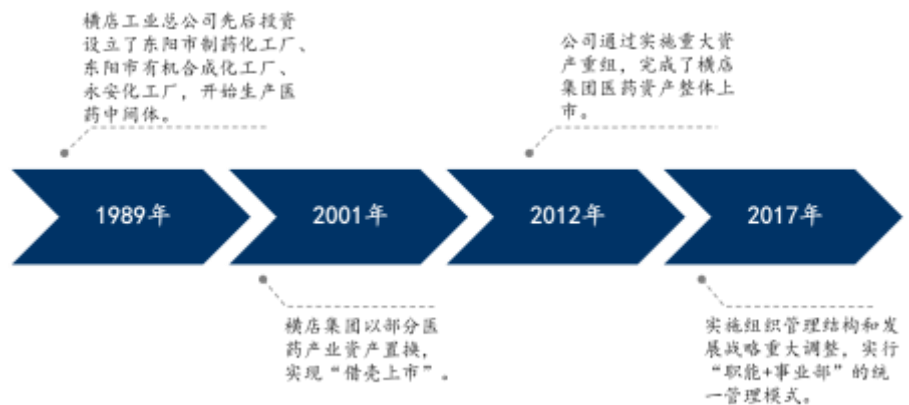 横店工业总公司先后投资
设立了东阳市制药化工厂、
东阳市有机合成化工厂、
永安化工厂，开始生产医
药中间体。
公司通过实施重大资
产重组，完成了横店
集团医药资产整体上
市。
1989年
2001年
2012年
2017年
横店集团以部分医
药产业资产置换，
实现“借壳上市”。
实施组织管理结构和发
展战略重大调整，实行
“职能+事业部”的统
一管理模式。